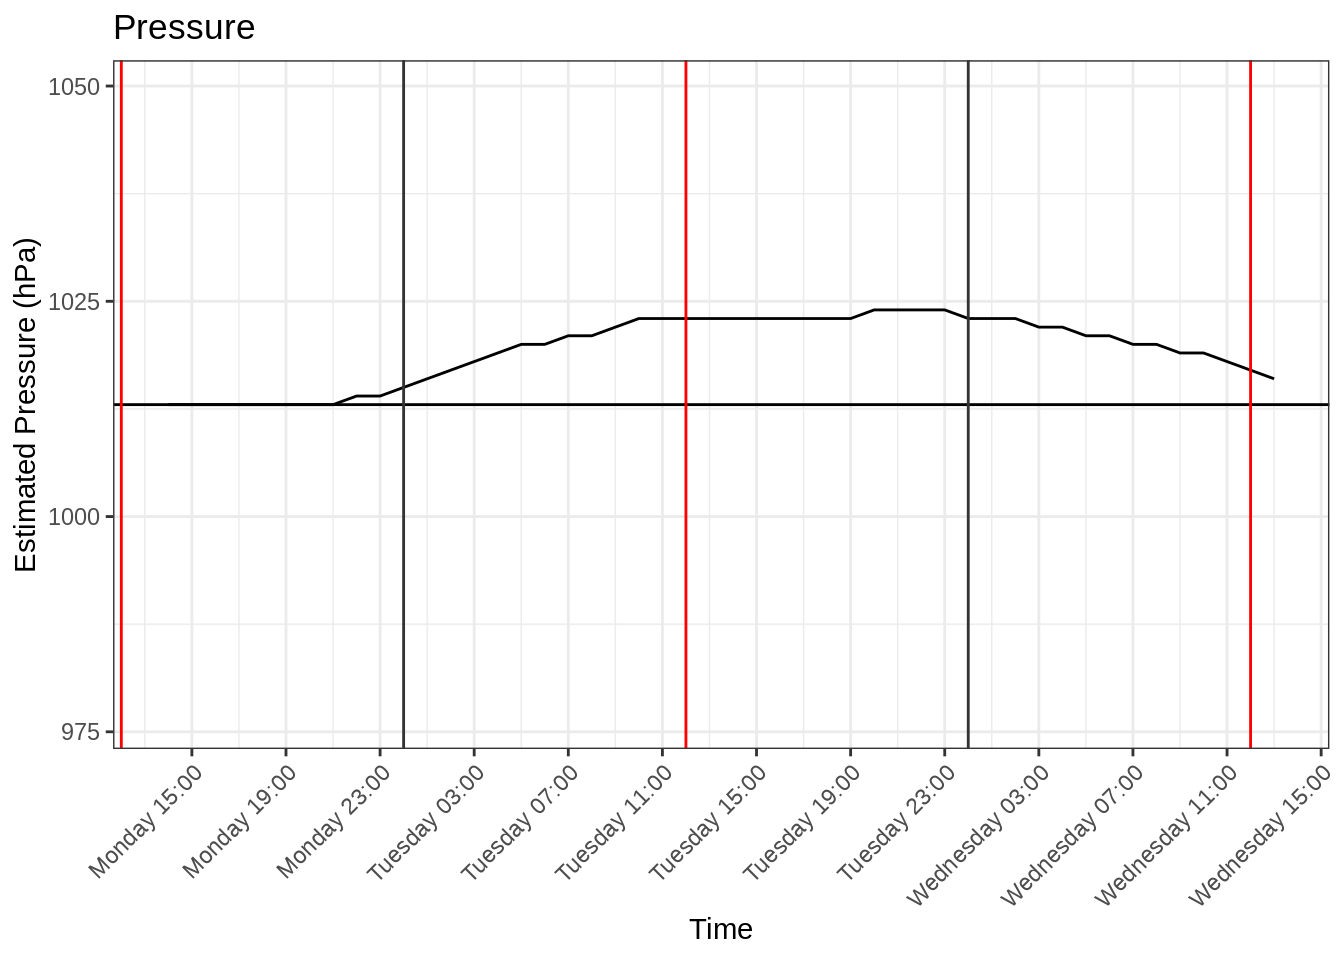 Pressure
Estimated Pressure (hPa)
1050
1025
1000
975
Monday 15:00
Monday 19:00
Monday 23:00
Tuesday 03:00
Tuesday 07:00
Tuesday 11:00
Tuesday 15:00
Tuesday 19:00
Tuesday 23:00
Wednesday 03:00
Wednesday 07:00
Wednesday 11:00
Wednesday 15:00
Time